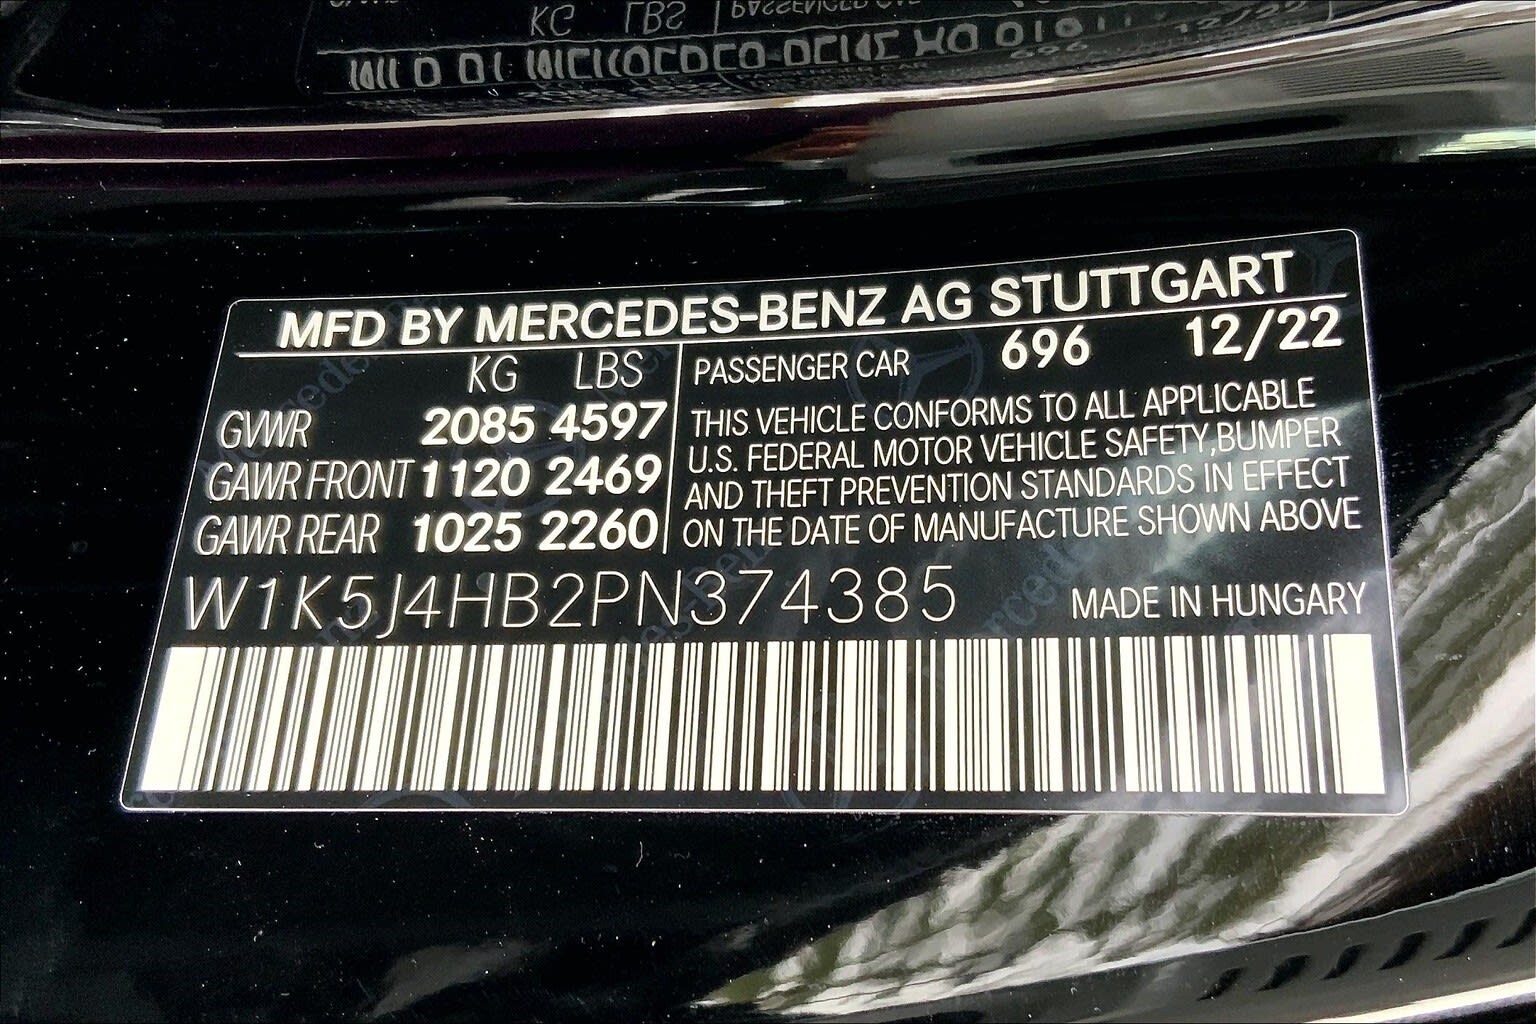 MFD BY MERCEDES-BENZ AG STUTTGART
KG LBS
GVWR 2085 4597
GAWR FRONT 1120 2469
GAWR REAR 1025 2260
PASSENGER CAR 696 12/22
THIS VEHICLE CONFORMS TO ALL APPLICABLE
U.S. FEDERAL MOTOR VEHICLE SAFETY,BUMPER
AND THEFT PREVENTION STANDARDS IN EFFECT
ON THE DATE OF MANUFACTURE SHOWN ABOVE
W1K5J4HB2PN374385
MADE IN HUNGARY